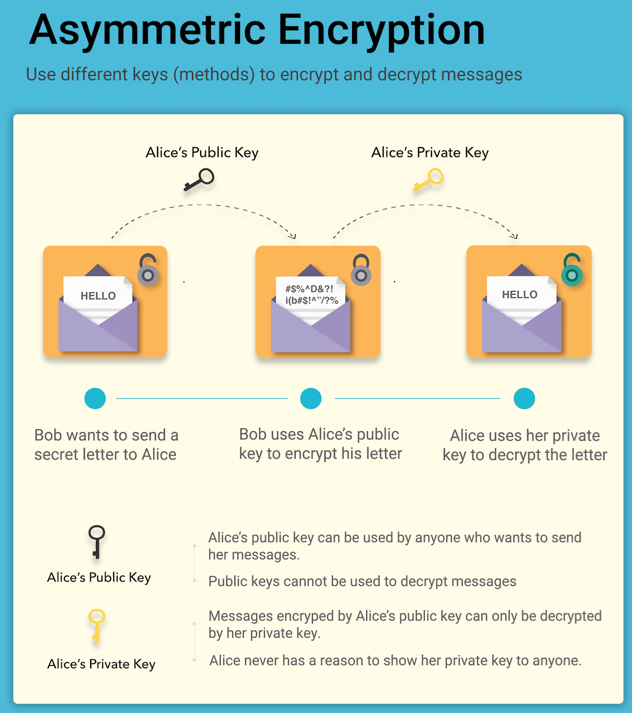 Asymmetric Encryption
Use different keys (methods) to encrypt and decrypt messages
Alice's Public Key
Alice's Private Key
HELLO
#$%^D&?!
i(b#$!^"/?%
HELLO
Bob wants to send a
secret letter to Alice
Bob uses Alice's public
key to encrypt his letter
Alice uses her private
key to decrypt the letter
Alice's Public Key
Alice's public key can be used by anyone who wants to send
her messages.
Public keys cannot be used to decrypt messages
Alice's Private Key
Messages encryped by Alice's public key can only be decrypted
by her private key.
Alice never has a reason to show her private key to anyone.